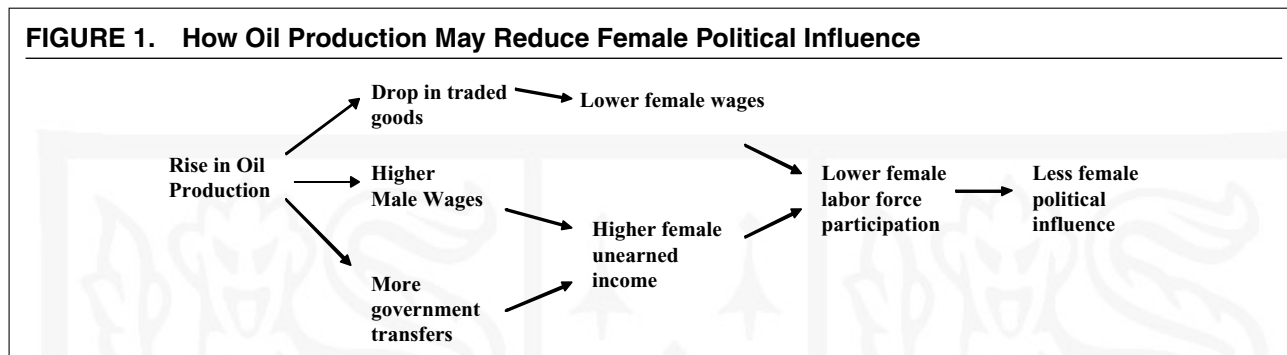 FIGURE 1. How Oil Production May Reduce Female Political Influence
Drop in traded
goods
Lower female wages
Rise in Oil
Production
Higher
Male Wages
Lower female
labor force
participation
Less female
political
influence
Higher female
unearned
income
More
government
transfers